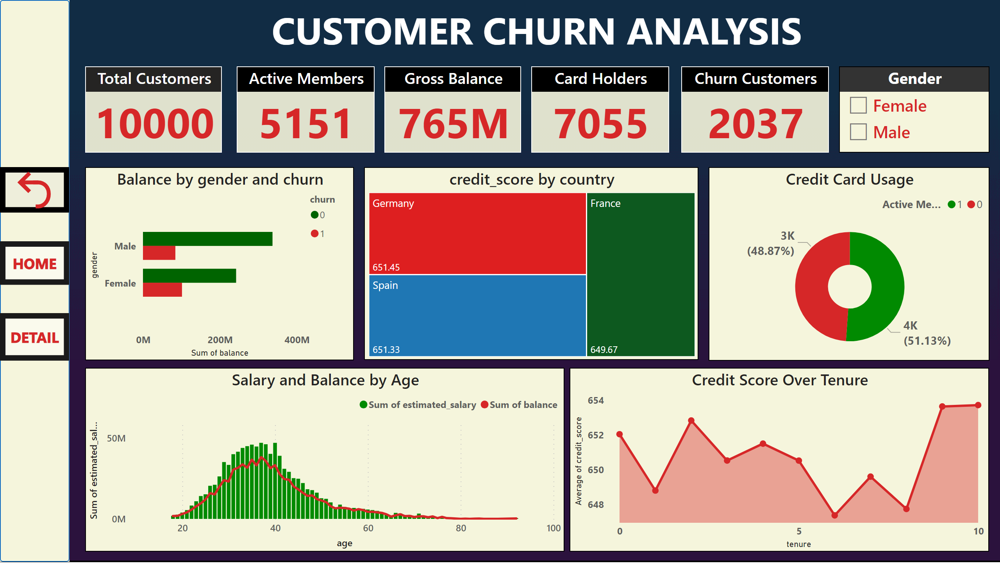 CUSTOMER CHURN ANALYSIS
Total Customers
10000
Active Members
5151
Gross Balance
765M
Card Holders
7055
Churn Customers
2037
Gender
Female
Male
HOME
DETAIL
Balance by gender and churn
churn
0
1
gender
Male
Female
0M 200M 400M
Sum of balance
credit_score by country
Germany
651.45
Spain
651.33
France
649.67
Credit Card Usage
Active Me... 1 0
3K
(48.87%)
4K
(51.13%)
Salary and Balance by Age
Sum of estimated_salary Sum of balance
Sum of estimated_sal...
50M
0M
20 40 60 80 100
age
Credit Score Over Tenure
Average of credit_score
654
652
650
648
0 5 10
tenure